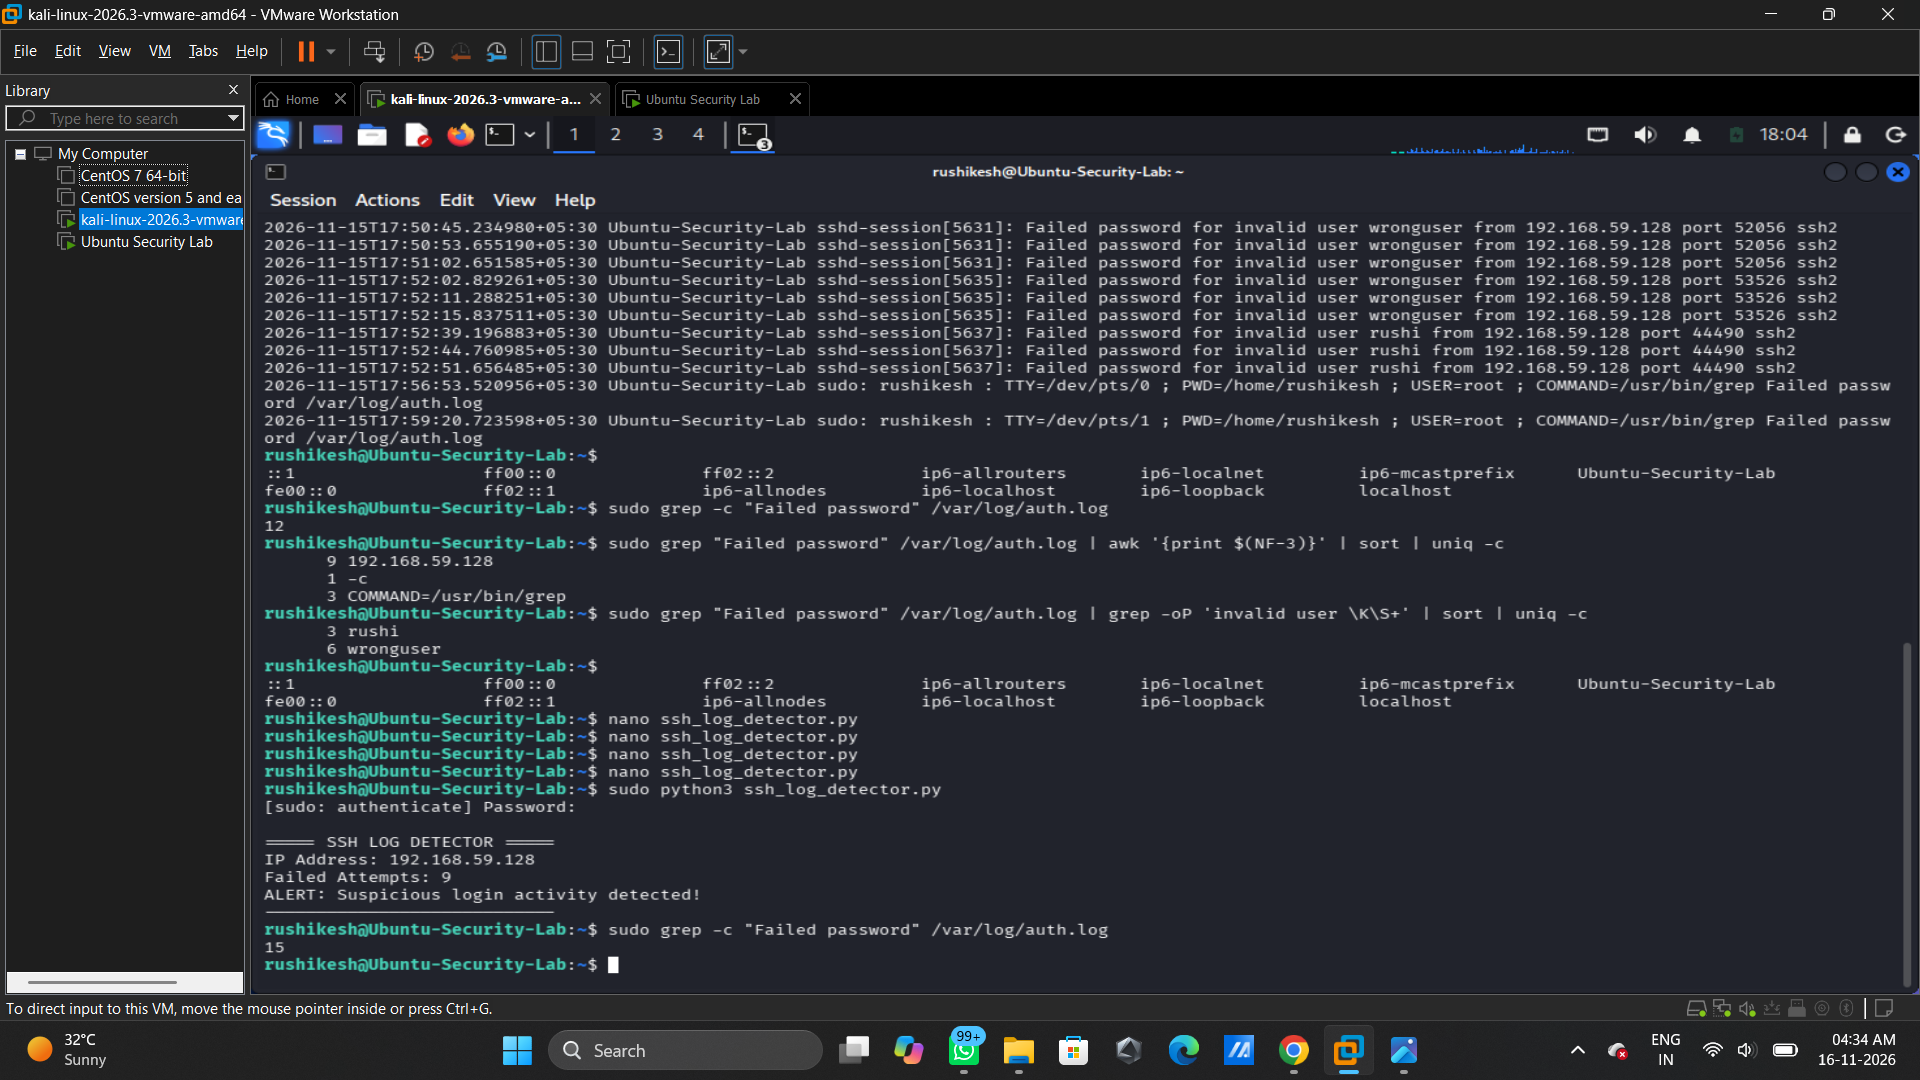 kali-linux-2026.3-vmware-amd64 - VMware Workstation
File Edit View VM Tabs Help
Library
Type here to search
My Computer
CentOS 7 64-bit
CentOS version 5 and ea
kali-linux-2026.3-vmware
Ubuntu Security Lab
Home
kali-linux-2026.3-vmware-a...
Ubuntu Security Lab
1 2 3 4
3
18:04
rushikesh@Ubuntu-Security-Lab: ~
Session Actions Edit View Help
2026-11-15T17:50:45.234980+05:30 Ubuntu-Security-Lab sshd-session[5631]: Failed password for invalid user wronguser from 192.168.59.128 port 52056 ssh2
2026-11-15T17:50:53.655190+05:30 Ubuntu-Security-Lab sshd-session[5631]: Failed password for invalid user wronguser from 192.168.59.128 port 52056 ssh2
2026-11-15T17:51:02.651585+05:30 Ubuntu-Security-Lab sshd-session[5631]: Failed password for invalid user wronguser from 192.168.59.128 port 52056 ssh2
2026-11-15T17:52:02.829261+05:30 Ubuntu-Security-Lab sshd-session[5635]: Failed password for invalid user wronguser from 192.168.59.128 port 53526 ssh2
2026-11-15T17:52:11.288251+05:30 Ubuntu-Security-Lab sshd-session[5635]: Failed password for invalid user wronguser from 192.168.59.128 port 53526 ssh2
2026-11-15T17:52:15.837511+05:30 Ubuntu-Security-Lab sshd-session[5635]: Failed password for invalid user wronguser from 192.168.59.128 port 53526 ssh2
2026-11-15T17:52:39.196883+05:30 Ubuntu-Security-Lab sshd-session[5637]: Failed password for invalid user rushi from 192.168.59.128 port 44490 ssh2
2026-11-15T17:52:44.760985+05:30 Ubuntu-Security-Lab sshd-session[5637]: Failed password for invalid user rushi from 192.168.59.128 port 44490 ssh2
2026-11-15T17:52:51.656485+05:30 Ubuntu-Security-Lab sshd-session[5637]: Failed password for invalid user rushi from 192.168.59.128 port 44490 ssh2
2026-11-15T17:56:53.520956+05:30 Ubuntu-Security-Lab sudo: rushikesh : TTY=/dev/pts/0 ; PWD=/home/rushikesh ; USER=root ; COMMAND=/usr/bin/grep Failed passw
ord /var/log/auth.log
2026-11-15T17:59:20.723598+05:30 Ubuntu-Security-Lab sudo: rushikesh : TTY=/dev/pts/1 ; PWD=/home/rushikesh ; USER=root ; COMMAND=/usr/bin/grep Failed passw
ord /var/log/auth.log
rushikesh@Ubuntu-Security-Lab:~$
::1 ff00::0 ff02::2 ip6-allrouters ip6-localnet ip6-mcastprefix Ubuntu-Security-Lab
fe00::0 ff02::1 ip6-allnodes ip6-localhost ip6-loopback localhost
rushikesh@Ubuntu-Security-Lab:~$ sudo grep -c "Failed password" /var/log/auth.log
12
rushikesh@Ubuntu-Security-Lab:~$ sudo grep "Failed password" /var/log/auth.log | awk '{print $(NF-3)}' | sort | uniq -c
9 192.168.59.128
1 -c
3 COMMAND=/usr/bin/grep
rushikesh@Ubuntu-Security-Lab:~$ sudo grep "Failed password" /var/log/auth.log | grep -oP 'invalid user \K\S+' | sort | uniq -c
3 rushi
6 wronguser
rushikesh@Ubuntu-Security-Lab:~$
::1 ff00::0 ff02::2 ip6-allrouters ip6-localnet ip6-mcastprefix Ubuntu-Security-Lab
fe00::0 ff02::1 ip6-allnodes ip6-localhost ip6-loopback localhost
rushikesh@Ubuntu-Security-Lab:~$ nano ssh_log_detector.py
rushikesh@Ubuntu-Security-Lab:~$ nano ssh_log_detector.py
rushikesh@Ubuntu-Security-Lab:~$ nano ssh_log_detector.py
rushikesh@Ubuntu-Security-Lab:~$ nano ssh_log_detector.py
rushikesh@Ubuntu-Security-Lab:~$ sudo python3 ssh_log_detector.py
[sudo: authenticate] Password:
===== SSH LOG DETECTOR =====
IP Address: 192.168.59.128
Failed Attempts: 9
ALERT: Suspicious login activity detected!
----------------------------
rushikesh@Ubuntu-Security-Lab:~$ sudo grep -c "Failed password" /var/log/auth.log
15
rushikesh@Ubuntu-Security-Lab:~$
To direct input to this VM, move the mouse pointer inside or press Ctrl+G.
32°C
Sunny
Search
99+
ENG
IN
04:34 AM
16-11-2026